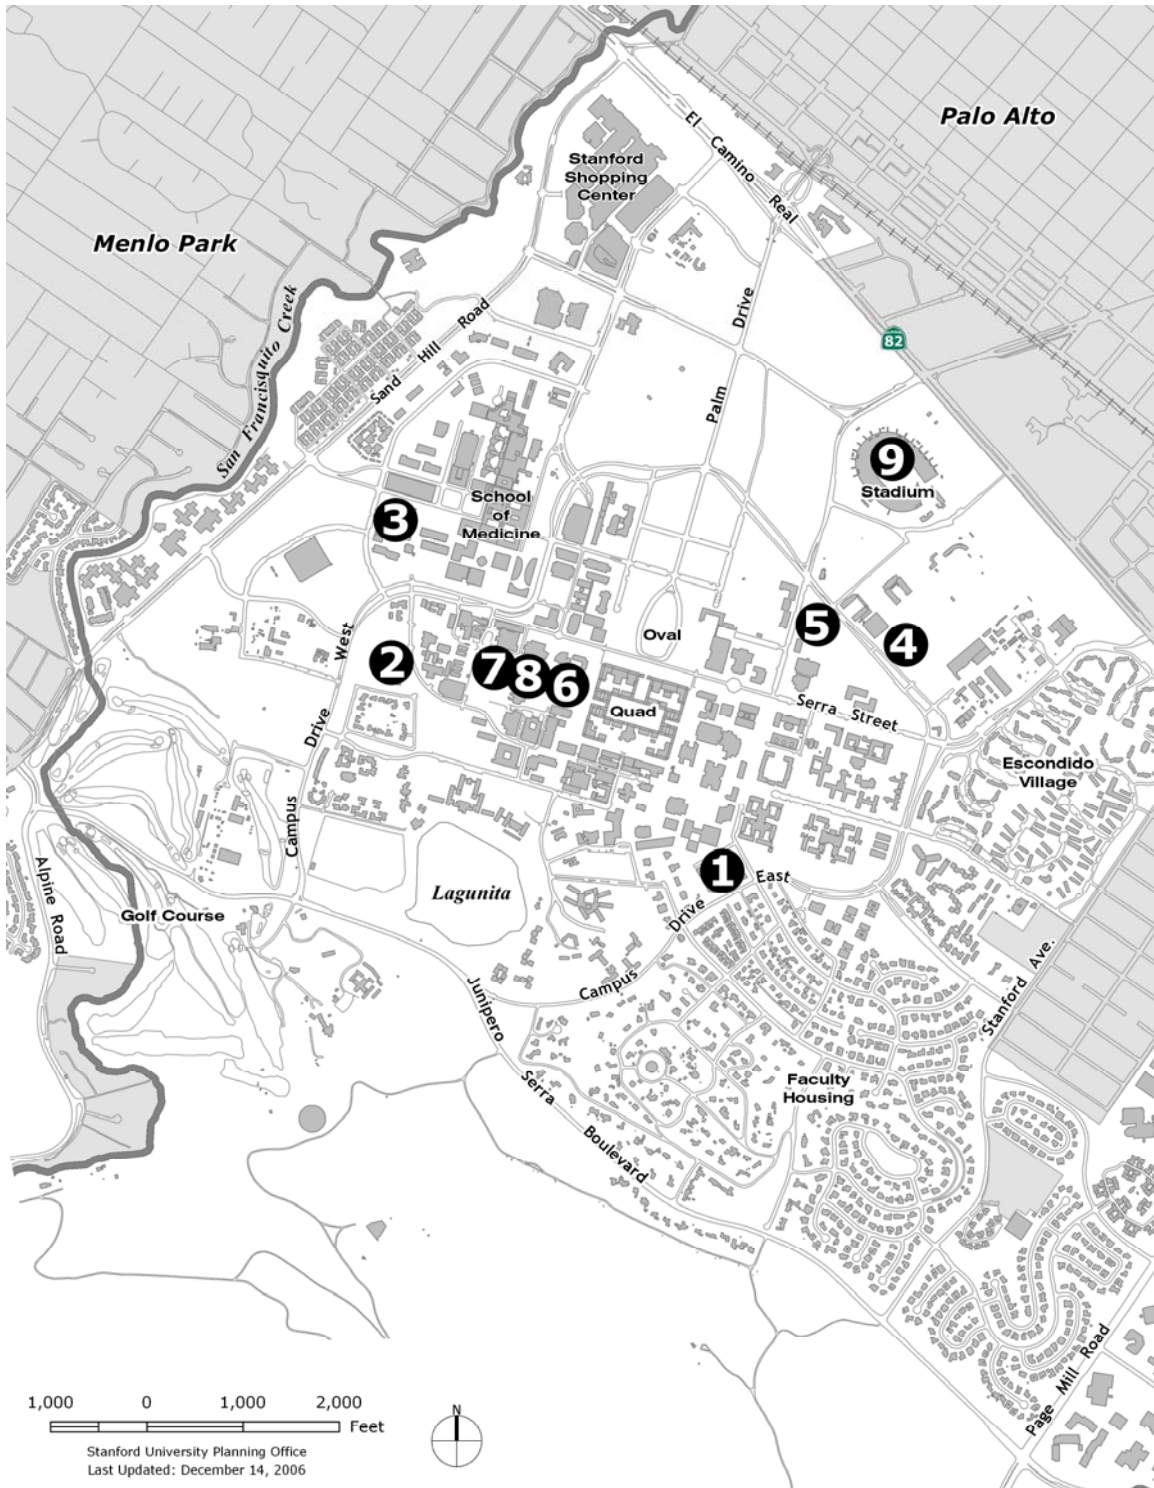 Palo Alto
El Camino Real
Stanford
Shopping
Center
Menlo Park
San Francisquito Creek
Sand Hill Road
Palm Drive
82
9
Stadium
School
of
Medicine
3
5
4
Oval
2
7
8
6
Quad
Serra Street
Escondido
Village
Campus Drive West
1
Campus Drive East
Lagunita
Alpine Road
Golf Course
Stanford Ave.
Junipero Serra Boulevard
Faculty
Housing
Page Mill Road
1,000 0 1,000 2,000
Feet
N
Stanford University Planning Office
Last Updated: December 14, 2006